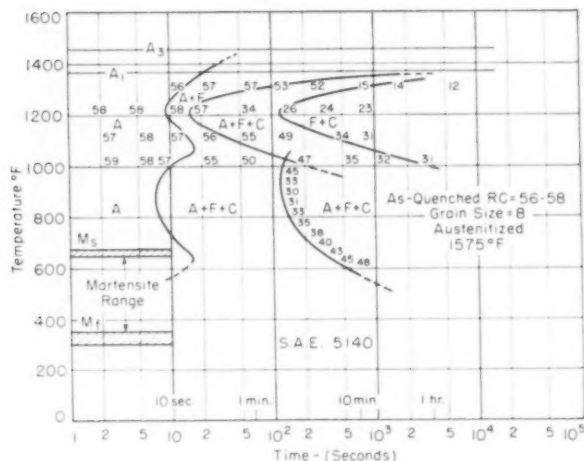 1600
A3
1400
A1
56 57 57 53 52 15 14 12
A+F
1200
58 58 58 57 34 26 24 23
A A+F+C F+C
57 58 57 56 55 49 34 31
1000
59 58 57 55 50 47 35 32 31
45
33
30
31
33
35
38
40
43
45
48
800
A A+F+C A+F+C
As-Quenched RC=56-58
Grain Size=8
Austenitized
1575°F
Ms
600
Martensite
Range
400
Mf
S.A.E. 5140
200
0
10 sec. 1 min. 10 min. 1 hr.
1 2 5 10 2 5 10² 2 5 10³ 2 5 10⁴ 2 5 10⁵
Time - (Seconds)
Temperature °F